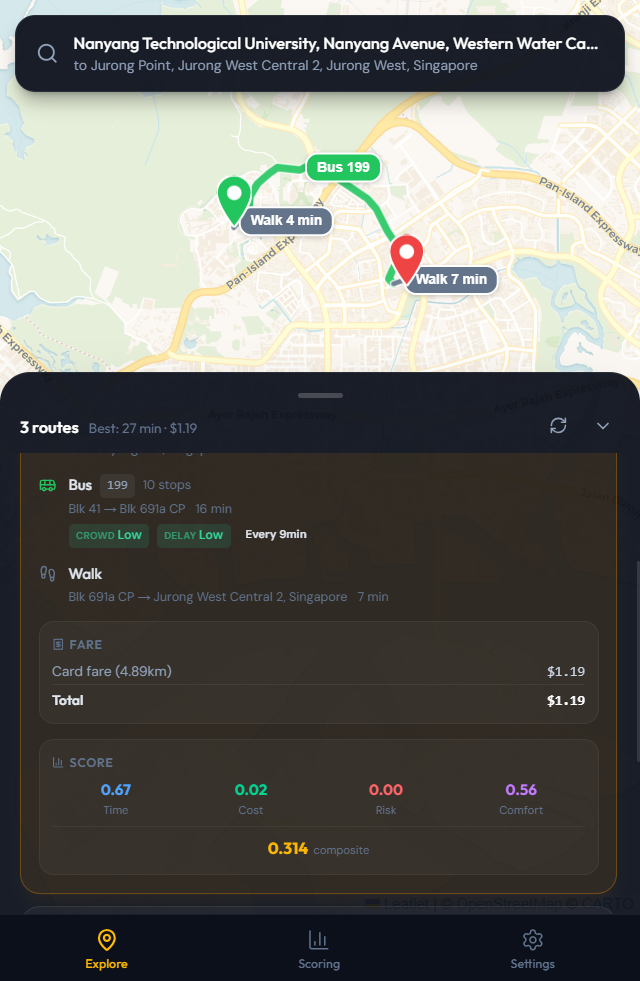 Nanyang Technological University, Nanyang Avenue, Western Water Ca...
to Jurong Point, Jurong West Central 2, Jurong West, Singapore
Bus 199
Walk 4 min
Walk 7 min
Pan-Island Expressway
Pan-Island Expressway
Ayer Rajah Expressway
Ayer Rajah Expressway
3 routes Best: 27 min · $1.19
Bus 199 10 stops
Blk 41 → Blk 691a CP 16 min
CROWD Low DELAY Low Every 9min
Walk
Blk 691a CP → Jurong West Central 2, Singapore 7 min
FARE
Card fare (4.89km) $1.19
Total $1.19
SCORE
0.67 0.02 0.00 0.56
Time Cost Risk Comfort
0.314 composite
Leaflet | © OpenStreetMap © CARTO
Explore Scoring Settings